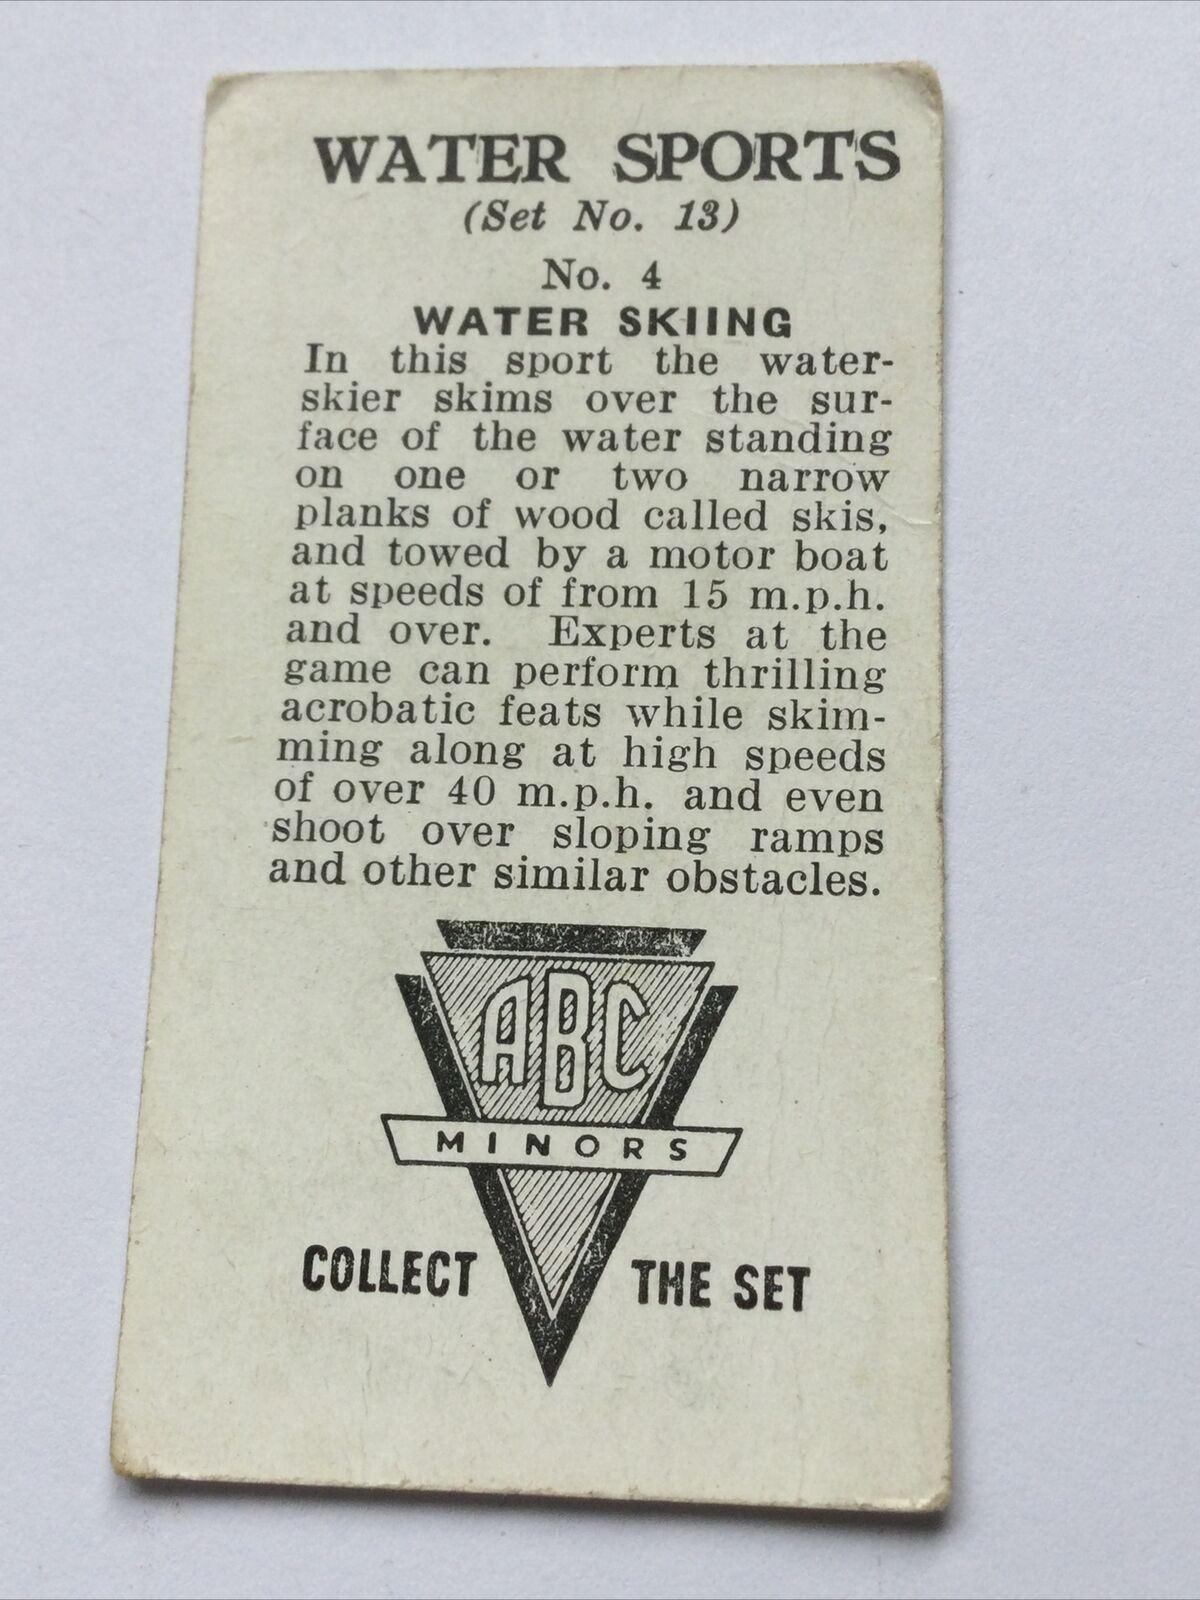 WATER SPORTS
(Set No. 13)
No. 4
WATER SKIING
In this sport the water-
skier skims over the sur-
face of the water standing
on one or two narrow
planks of wood called skis,
and towed by a motor boat
at speeds of from 15 m.p.h.
and over. Experts at the
game can perform thrilling
acrobatic feats while skim-
ming along at high speeds
of over 40 m.p.h. and even
shoot over sloping ramps
and other similar obstacles.
ABC
MINORS
COLLECT THE SET